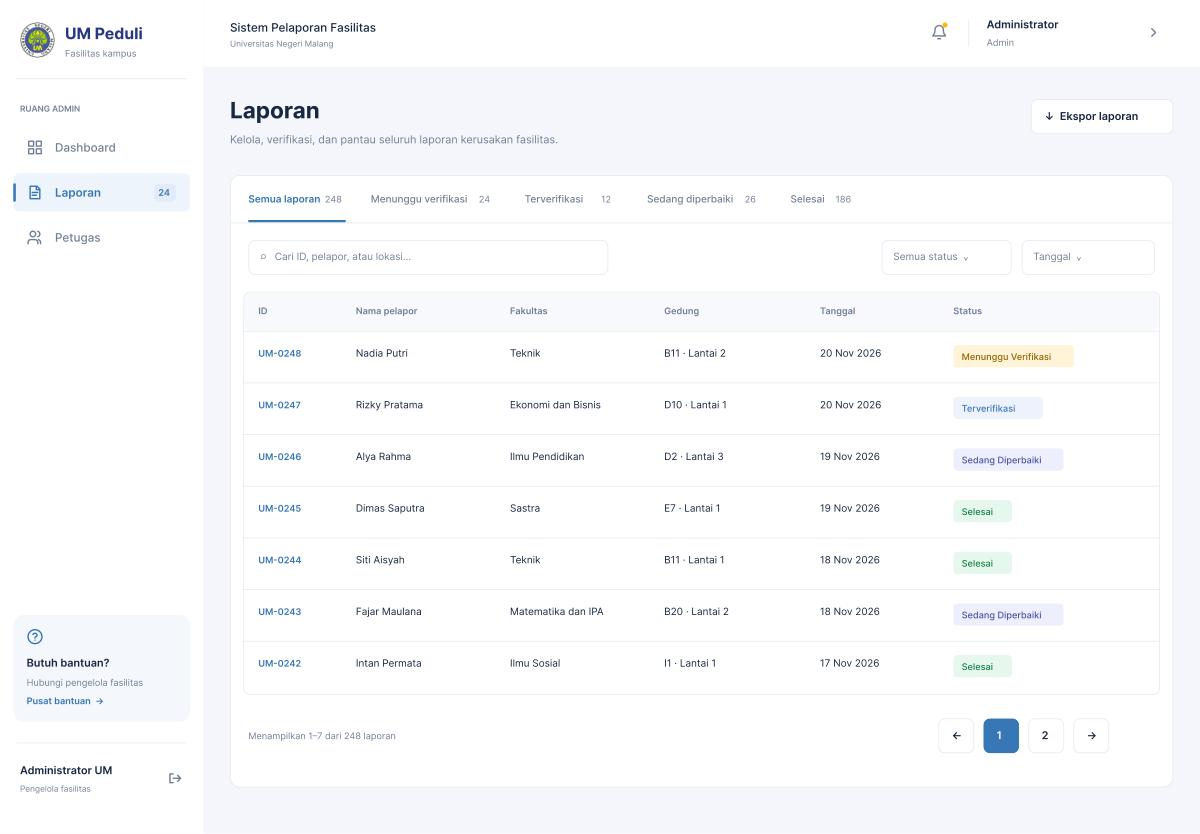 UM Peduli
Fasilitas kampus
RUANG ADMIN
Dashboard
Laporan 24
Petugas
Butuh bantuan?
Hubungi pengelola fasilitas
Pusat bantuan →
Administrator UM
Pengelola fasilitas
Sistem Pelaporan Fasilitas
Universitas Negeri Malang
Administrator
Admin
Laporan
Kelola, verifikasi, dan pantau seluruh laporan kerusakan fasilitas.
↓ Ekspor laporan
Semua laporan 248 Menunggu verifikasi 24 Terverifikasi 12 Sedang diperbaiki 26 Selesai 186
Cari ID, pelapor, atau lokasi... Semua status Tanggal
ID Nama pelapor Fakultas Gedung Tanggal Status
UM-0248 Nadia Putri Teknik B11 · Lantai 2 20 Nov 2026 Menunggu Verifikasi
UM-0247 Rizky Pratama Ekonomi dan Bisnis D10 · Lantai 1 20 Nov 2026 Terverifikasi
UM-0246 Alya Rahma Ilmu Pendidikan D2 · Lantai 3 19 Nov 2026 Sedang Diperbaiki
UM-0245 Dimas Saputra Sastra E7 · Lantai 1 19 Nov 2026 Selesai
UM-0244 Siti Aisyah Teknik B11 · Lantai 1 18 Nov 2026 Selesai
UM-0243 Fajar Maulana Matematika dan IPA B20 · Lantai 2 18 Nov 2026 Sedang Diperbaiki
UM-0242 Intan Permata Ilmu Sosial I1 · Lantai 1 17 Nov 2026 Selesai
Menampilkan 1–7 dari 248 laporan
← 1 2 →